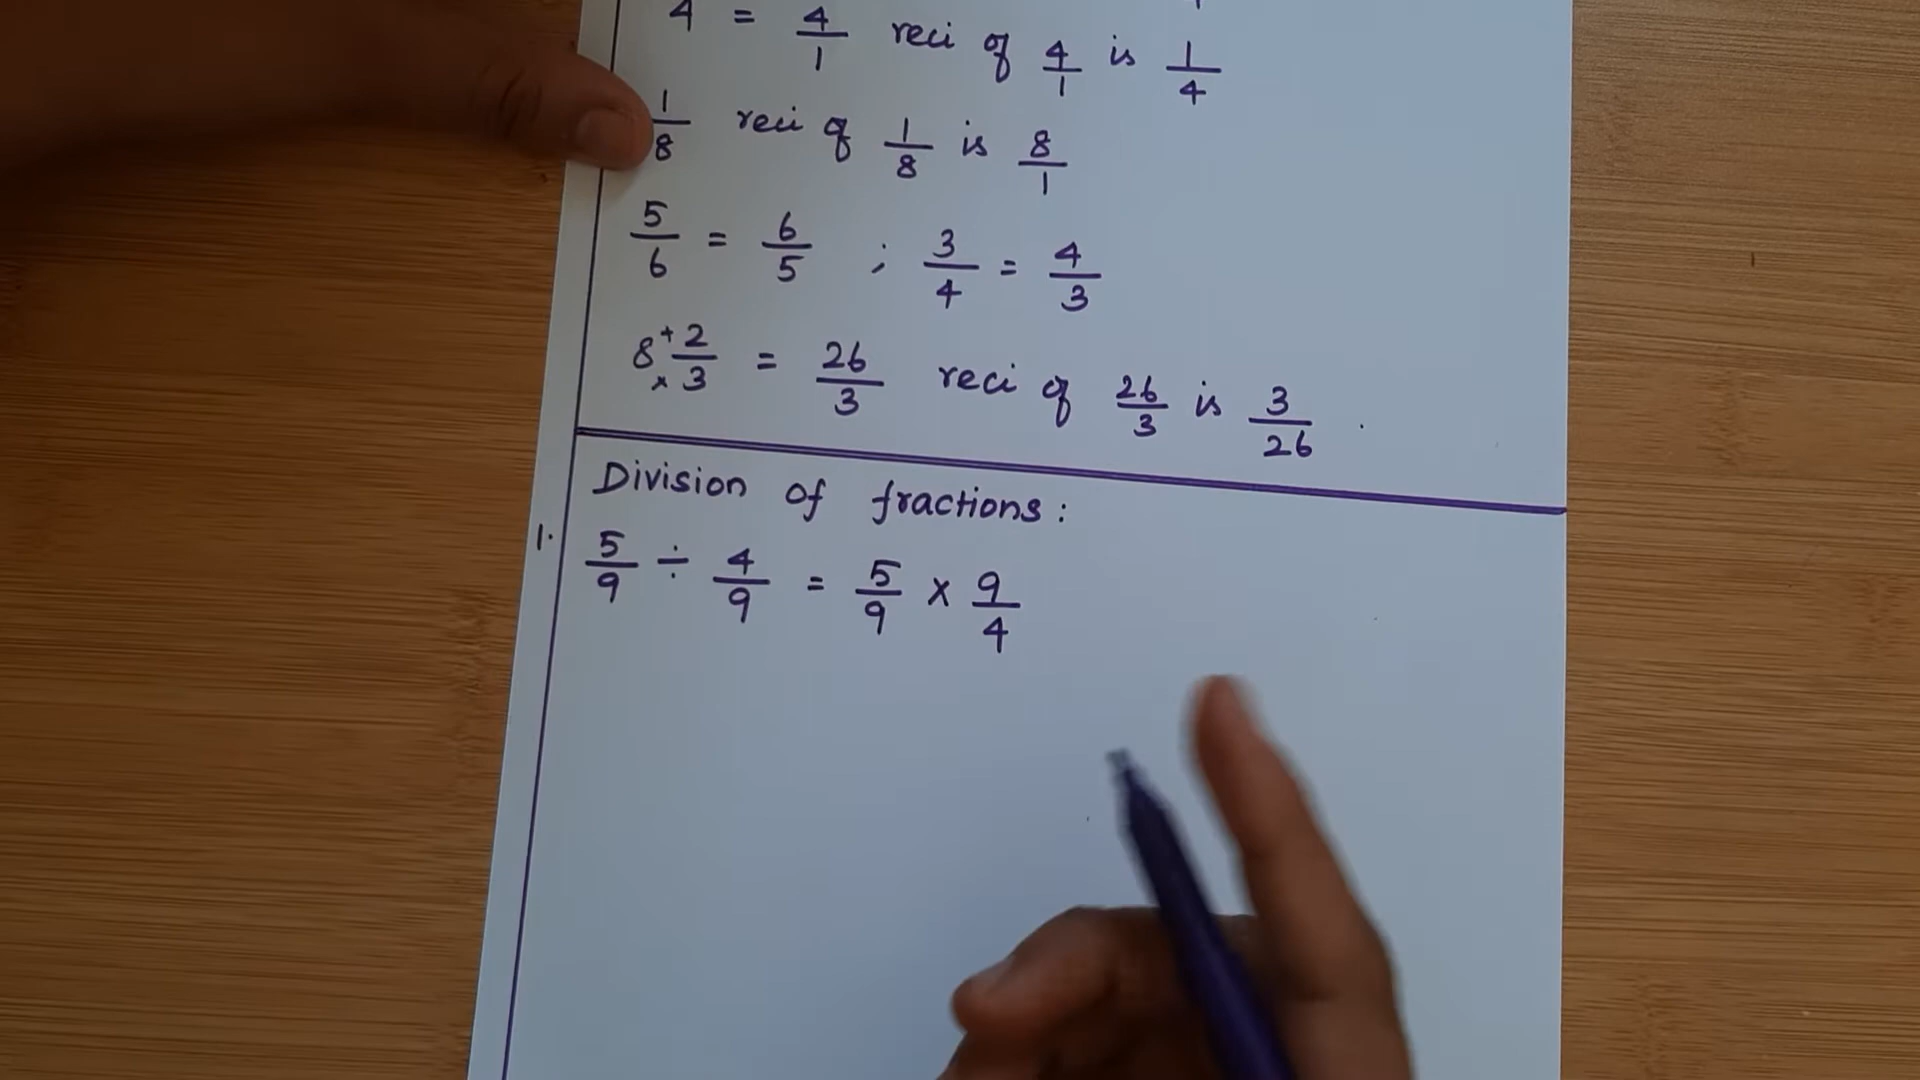 4 = 4/1 reci of 4/1 is 1/4
1/8 reci of 1/8 is 8/1
5/6 = 6/5 ; 3/4 = 4/3
8 + × 2/3 = 26/3 reci of 26/3 is 3/26 .
Division of fractions :
1. 5/9 ÷ 4/9 = 5/9 × 9/4